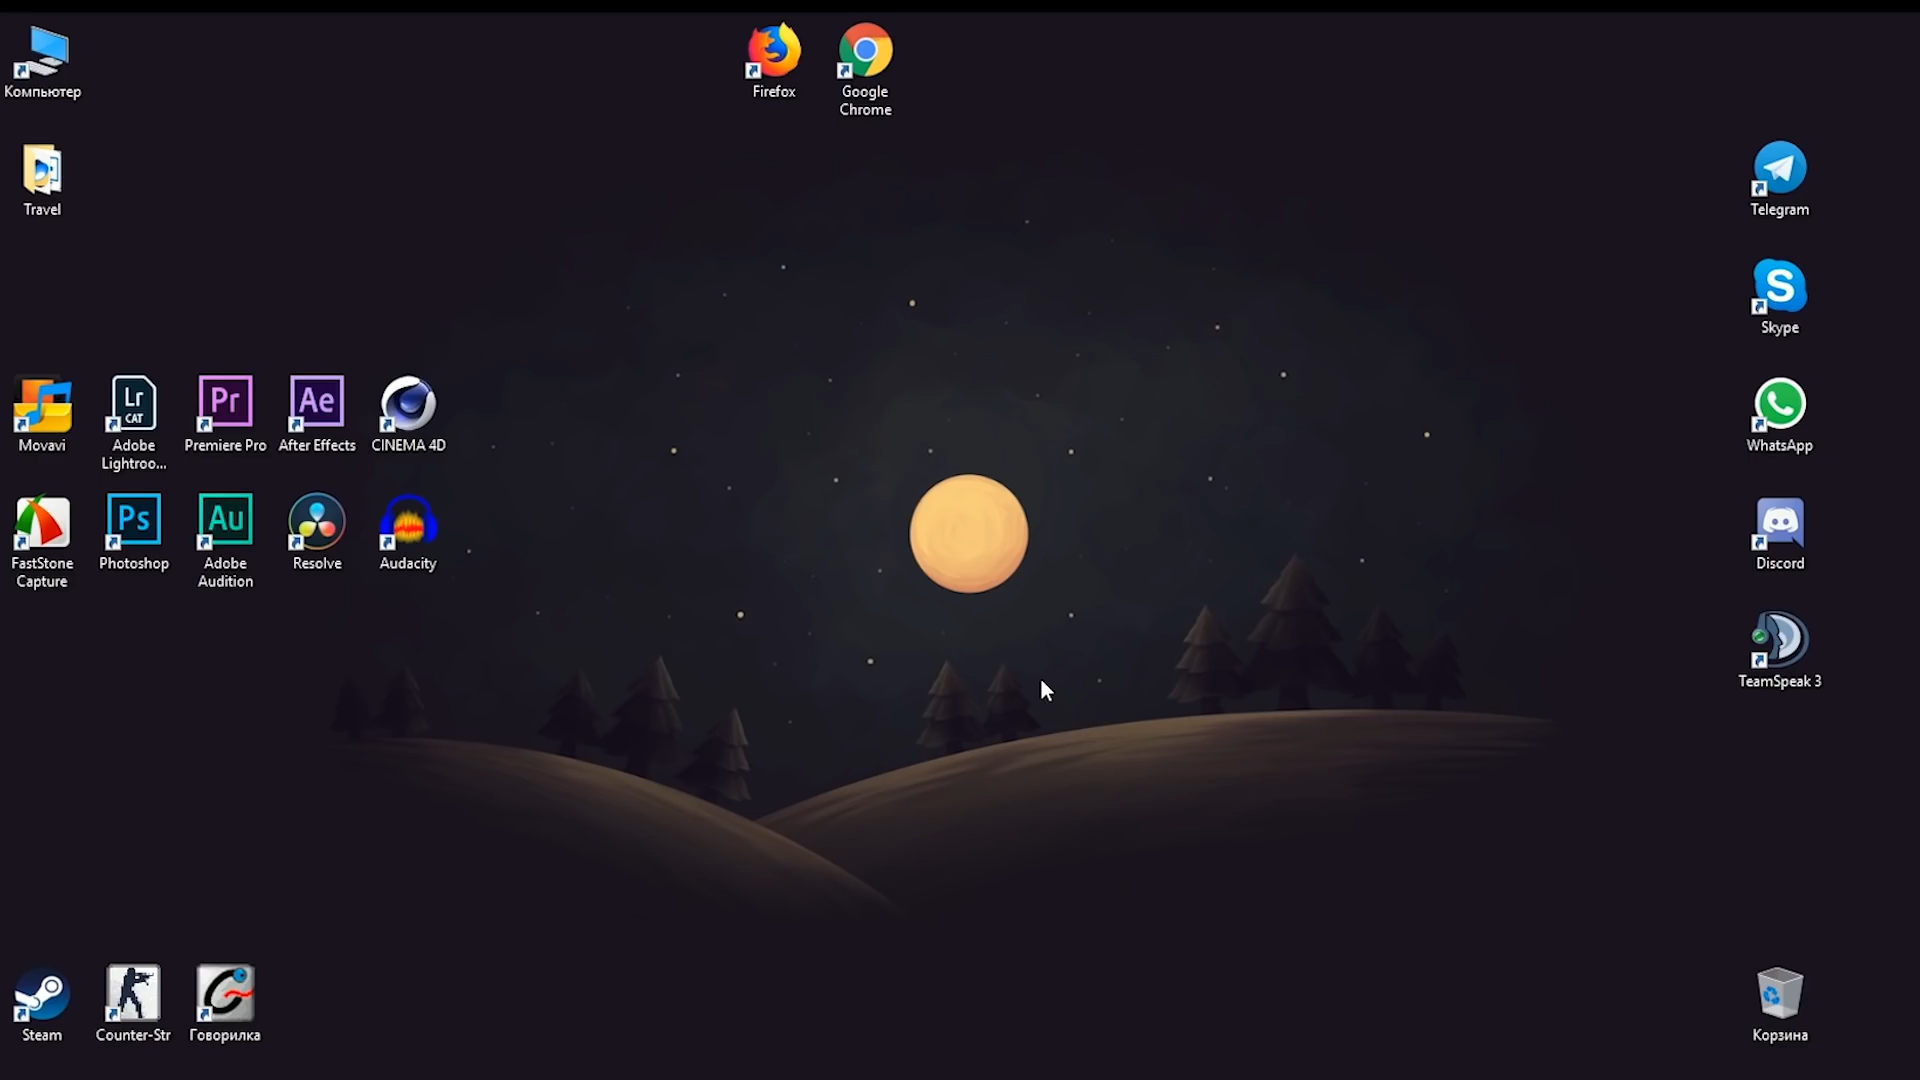 Компьютер
Firefox
Google
Chrome
Travel
Telegram
Skype
Lr
CAT
Pr
Ae
Movavi
Adobe
Lightroo...
Premiere Pro
After Effects
CINEMA 4D
WhatsApp
Ps
Au
FastStone
Capture
Photoshop
Adobe
Audition
Resolve
Audacity
Discord
TeamSpeak 3
Steam
Counter-Str
Говорилка
Корзина